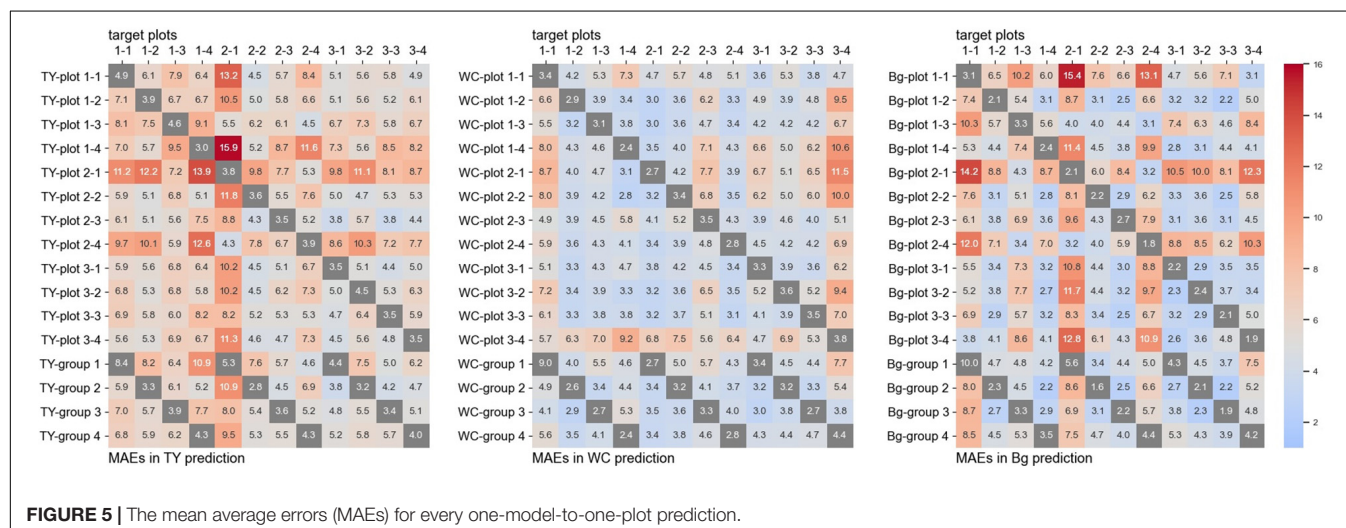 target plots
1-1 1-2 1-3 1-4 2-1 2-2 2-3 2-4 3-1 3-2 3-3 3-4
TY-plot 1-1 4.9 6.1 7.9 6.4 13.2 4.5 5.7 8.4 5.1 5.6 5.8 4.9
TY-plot 1-2 7.1 3.9 6.7 6.7 10.5 5.0 5.8 6.6 5.6 5.6 5.2 6.1
TY-plot 1-3 8.1 7.5 4.6 9.1 5.5 6.2 6.1 4.5 6.7 7.3 5.8 6.7
TY-plot 1-4 7.0 5.7 9.5 3.0 15.9 5.2 8.7 11.6 7.3 5.6 8.5 8.2
TY-plot 2-1 11.2 12.2 7.2 13.9 3.8 9.8 7.7 5.3 9.8 11.1 8.1 8.7
TY-plot 2-2 5.9 5.1 6.8 5.1 11.8 3.6 5.5 7.6 5.0 4.7 5.3 5.3
TY-plot 2-3 6.1 5.1 5.6 7.5 8.8 4.3 3.5 5.2 3.8 5.7 3.8 4.4
TY-plot 2-4 9.7 10.1 5.9 12.6 4.3 7.8 6.7 3.9 8.6 10.3 7.2 7.7
TY-plot 3-1 5.9 5.6 6.8 6.4 10.2 4.5 5.1 6.7 3.5 5.1 4.4 5.0
TY-plot 3-2 6.8 5.3 6.8 5.8 10.2 4.5 6.2 7.3 5.0 4.5 5.3 6.3
TY-plot 3-3 6.9 5.8 6.0 8.2 8.2 5.2 5.3 5.3 4.7 6.4 3.5 5.9
TY-plot 3-4 5.6 5.3 6.9 6.7 11.3 4.6 4.7 7.3 4.5 5.8 4.8 3.5
TY-group 1 8.4 8.2 6.4 10.9 5.3 7.6 5.7 4.6 4.4 7.5 5.0 6.2
TY-group 2 5.9 3.3 6.1 5.2 10.9 2.8 4.5 6.9 3.8 3.2 4.2 4.7
TY-group 3 7.0 5.7 3.9 7.7 8.0 5.4 3.6 5.2 4.8 5.5 3.4 5.1
TY-group 4 6.8 5.9 6.2 4.3 9.5 5.3 5.5 4.3 5.2 5.8 5.7 4.0
MAEs in TY prediction
target plots
1-1 1-2 1-3 1-4 2-1 2-2 2-3 2-4 3-1 3-2 3-3 3-4
WC-plot 1-1 3.4 4.2 5.3 7.3 4.7 5.7 4.8 5.1 3.6 5.3 3.8 4.7
WC-plot 1-2 6.6 2.9 3.9 3.4 3.0 3.6 6.2 3.3 4.9 3.9 4.8 9.5
WC-plot 1-3 5.5 3.2 3.1 3.8 3.0 3.6 4.7 3.4 4.2 4.2 4.2 6.7
WC-plot 1-4 8.0 4.3 4.6 2.4 3.5 4.0 7.1 4.3 6.6 5.0 6.2 10.6
WC-plot 2-1 8.7 4.0 4.7 3.1 2.7 4.2 7.7 3.9 6.7 5.1 6.5 11.5
WC-plot 2-2 8.0 3.9 4.2 2.8 3.2 3.4 6.8 3.5 6.2 5.0 6.0 10.0
WC-plot 2-3 4.9 3.9 4.5 5.8 4.1 5.2 3.5 4.3 3.9 4.6 4.0 5.1
WC-plot 2-4 5.9 3.6 4.3 4.1 3.4 3.9 4.8 2.8 4.5 4.2 4.2 6.9
WC-plot 3-1 5.1 3.3 4.3 4.7 3.8 4.2 4.5 3.4 3.3 3.9 3.6 6.2
WC-plot 3-2 7.2 3.4 3.9 3.3 3.2 3.4 6.5 3.5 5.2 3.6 5.2 9.4
WC-plot 3-3 6.1 3.3 3.8 3.8 3.2 3.7 5.1 3.1 4.1 3.9 3.5 7.0
WC-plot 3-4 5.7 6.3 7.0 9.2 6.8 7.5 5.6 6.4 4.7 6.9 5.3 3.8
WC-group 1 9.0 4.0 5.5 4.6 2.7 5.0 5.7 4.3 3.4 4.5 4.4 7.7
WC-group 2 4.9 2.6 3.4 4.4 3.4 3.2 4.1 3.7 3.2 3.2 3.3 5.4
WC-group 3 4.1 2.9 2.7 5.3 3.5 3.6 3.3 4.0 3.0 3.8 2.7 3.8
WC-group 4 5.6 3.5 4.1 2.4 3.4 3.8 4.6 2.8 4.3 3.7 4.4 4.4
MAEs in WC prediction
target plots
1-1 1-2 1-3 1-4 2-1 2-2 2-3 2-4 3-1 3-2 3-3 3-4
Bg-plot 1-1 3.1 6.5 10.2 6.0 15.4 7.6 6.6 13.1 4.7 5.6 7.1 3.1
Bg-plot 1-2 7.4 2.1 5.4 3.1 8.7 3.1 2.5 6.6 3.2 3.2 2.2 5.0
Bg-plot 1-3 10.3 5.7 3.3 5.6 4.0 4.0 4.4 3.1 7.4 6.3 4.6 8.4
Bg-plot 1-4 5.3 4.4 7.4 2.4 11.4 4.5 4.8 9.9 2.8 3.1 4.4 4.1
Bg-plot 2-1 14.2 8.8 4.3 8.7 2.1 6.0 8.4 3.2 10.5 10.0 8.1 12.3
Bg-plot 2-2 7.6 3.1 5.1 2.8 8.5 2.2 2.9 6.1 3.6 3.5 2.5 5.8
Bg-plot 2-3 6.1 3.8 6.9 3.6 9.6 4.3 2.7 7.9 3.1 3.6 3.1 4.5
Bg-plot 2-4 12.0 7.1 3.4 7.0 3.2 4.0 5.9 1.8 8.8 8.5 6.2 10.3
Bg-plot 3-1 5.5 3.4 7.3 3.2 10.8 4.4 3.0 8.8 2.2 2.9 3.5 3.5
Bg-plot 3-2 5.2 3.8 7.7 2.7 11.7 4.4 3.2 9.7 2.3 2.4 3.7 3.4
Bg-plot 3-3 6.9 2.9 5.7 3.2 8.3 3.4 2.5 6.7 3.2 2.9 2.1 5.0
Bg-plot 3-4 3.8 4.1 8.6 4.1 12.8 6.1 4.3 10.9 2.6 3.6 4.8 1.9
Bg-group 1 10.0 4.7 4.8 4.2 5.6 3.4 4.4 5.0 4.3 4.5 3.1 7.5
Bg-group 2 8.0 2.3 4.5 2.2 8.6 1.6 2.5 6.6 2.7 2.1 2.2 5.2
Bg-group 3 8.7 2.7 3.3 2.9 6.9 3.1 2.2 5.7 3.8 2.3 1.9 4.8
Bg-group 4 8.5 4.5 5.3 3.5 7.5 4.7 4.0 4.4 5.3 4.3 3.9 4.2
MAEs in Bg prediction
16
14
12
10
8
6
4
2
FIGURE 5 | The mean average errors (MAEs) for every one-model-to-one-plot prediction.